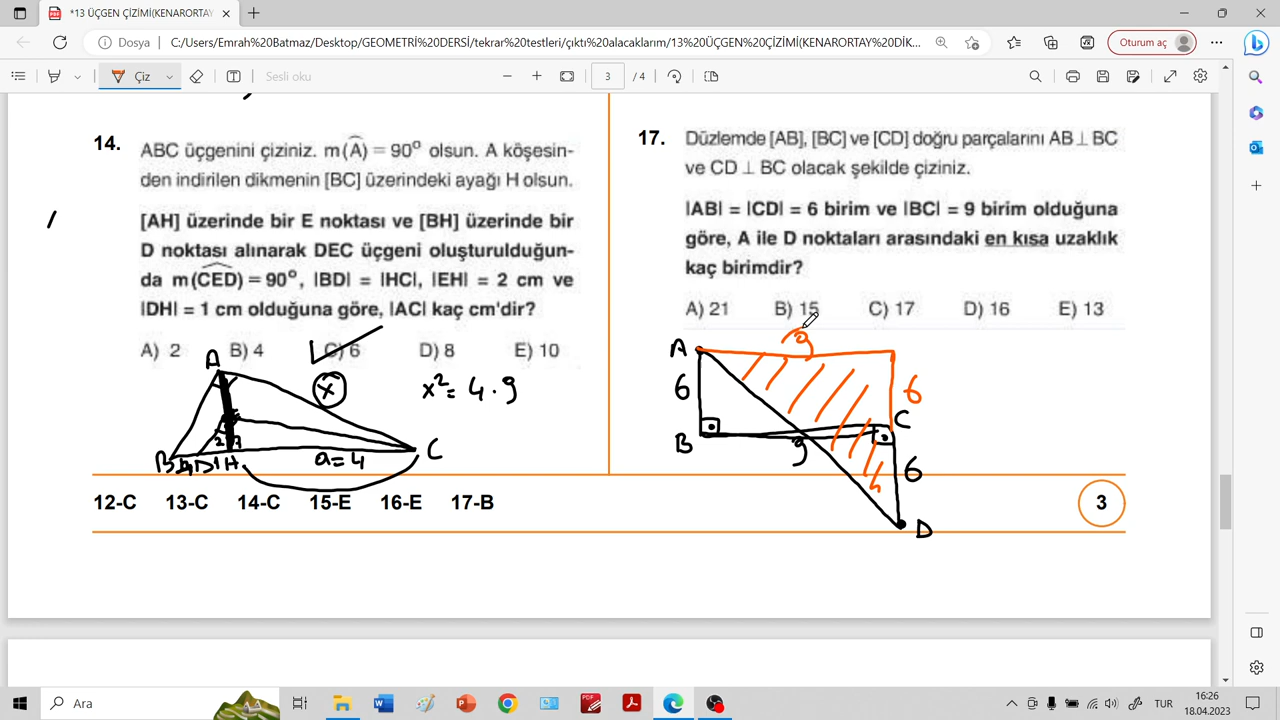 *13 ÜÇGEN ÇİZİMİ(KENARORTAY
Dosya
C:/Users/Emrah%20Batmaz/Desktop/GEOMETRİ%20DERSİ/tekrar%20testleri/çıktı%20alacaklarım/13%20ÜÇGEN%20ÇİZİMİ(KENARORTAY%20DİK...
Oturum aç
Çiz
Sesli oku
3
/ 4
14.
ABC üçgenini çiziniz. m(A) = 90° olsun. A köşesin-
den indirilen dikmenin [BC] üzerindeki ayağı H olsun.
[AH] üzerinde bir E noktası ve [BH] üzerinde bir
D noktası alınarak DEC üçgeni oluşturulduğun-
da m(CED) = 90°, |BD| = |HC|, |EH| = 2 cm ve
|DH| = 1 cm olduğuna göre, |AC| kaç cm'dir?
A) 2
B) 4
C) 6
D) 8
E) 10
A
x
x² = 4 . 9
B
D
1
H
2
a = 4
C
17.
Düzlemde [AB], [BC] ve [CD] doğru parçalarını AB ⊥ BC
ve CD ⊥ BC olacak şekilde çiziniz.
|AB| = |CD| = 6 birim ve |BC| = 9 birim olduğuna
göre, A ile D noktaları arasındaki en kısa uzaklık
kaç birimdir?
A) 21
B) 15
C) 17
D) 16
E) 13
9
A
6
6
C
B
9
6
D
12-C
13-C
14-C
15-E
16-E
17-B
3
Ara
TUR
16:26
18.04.2023